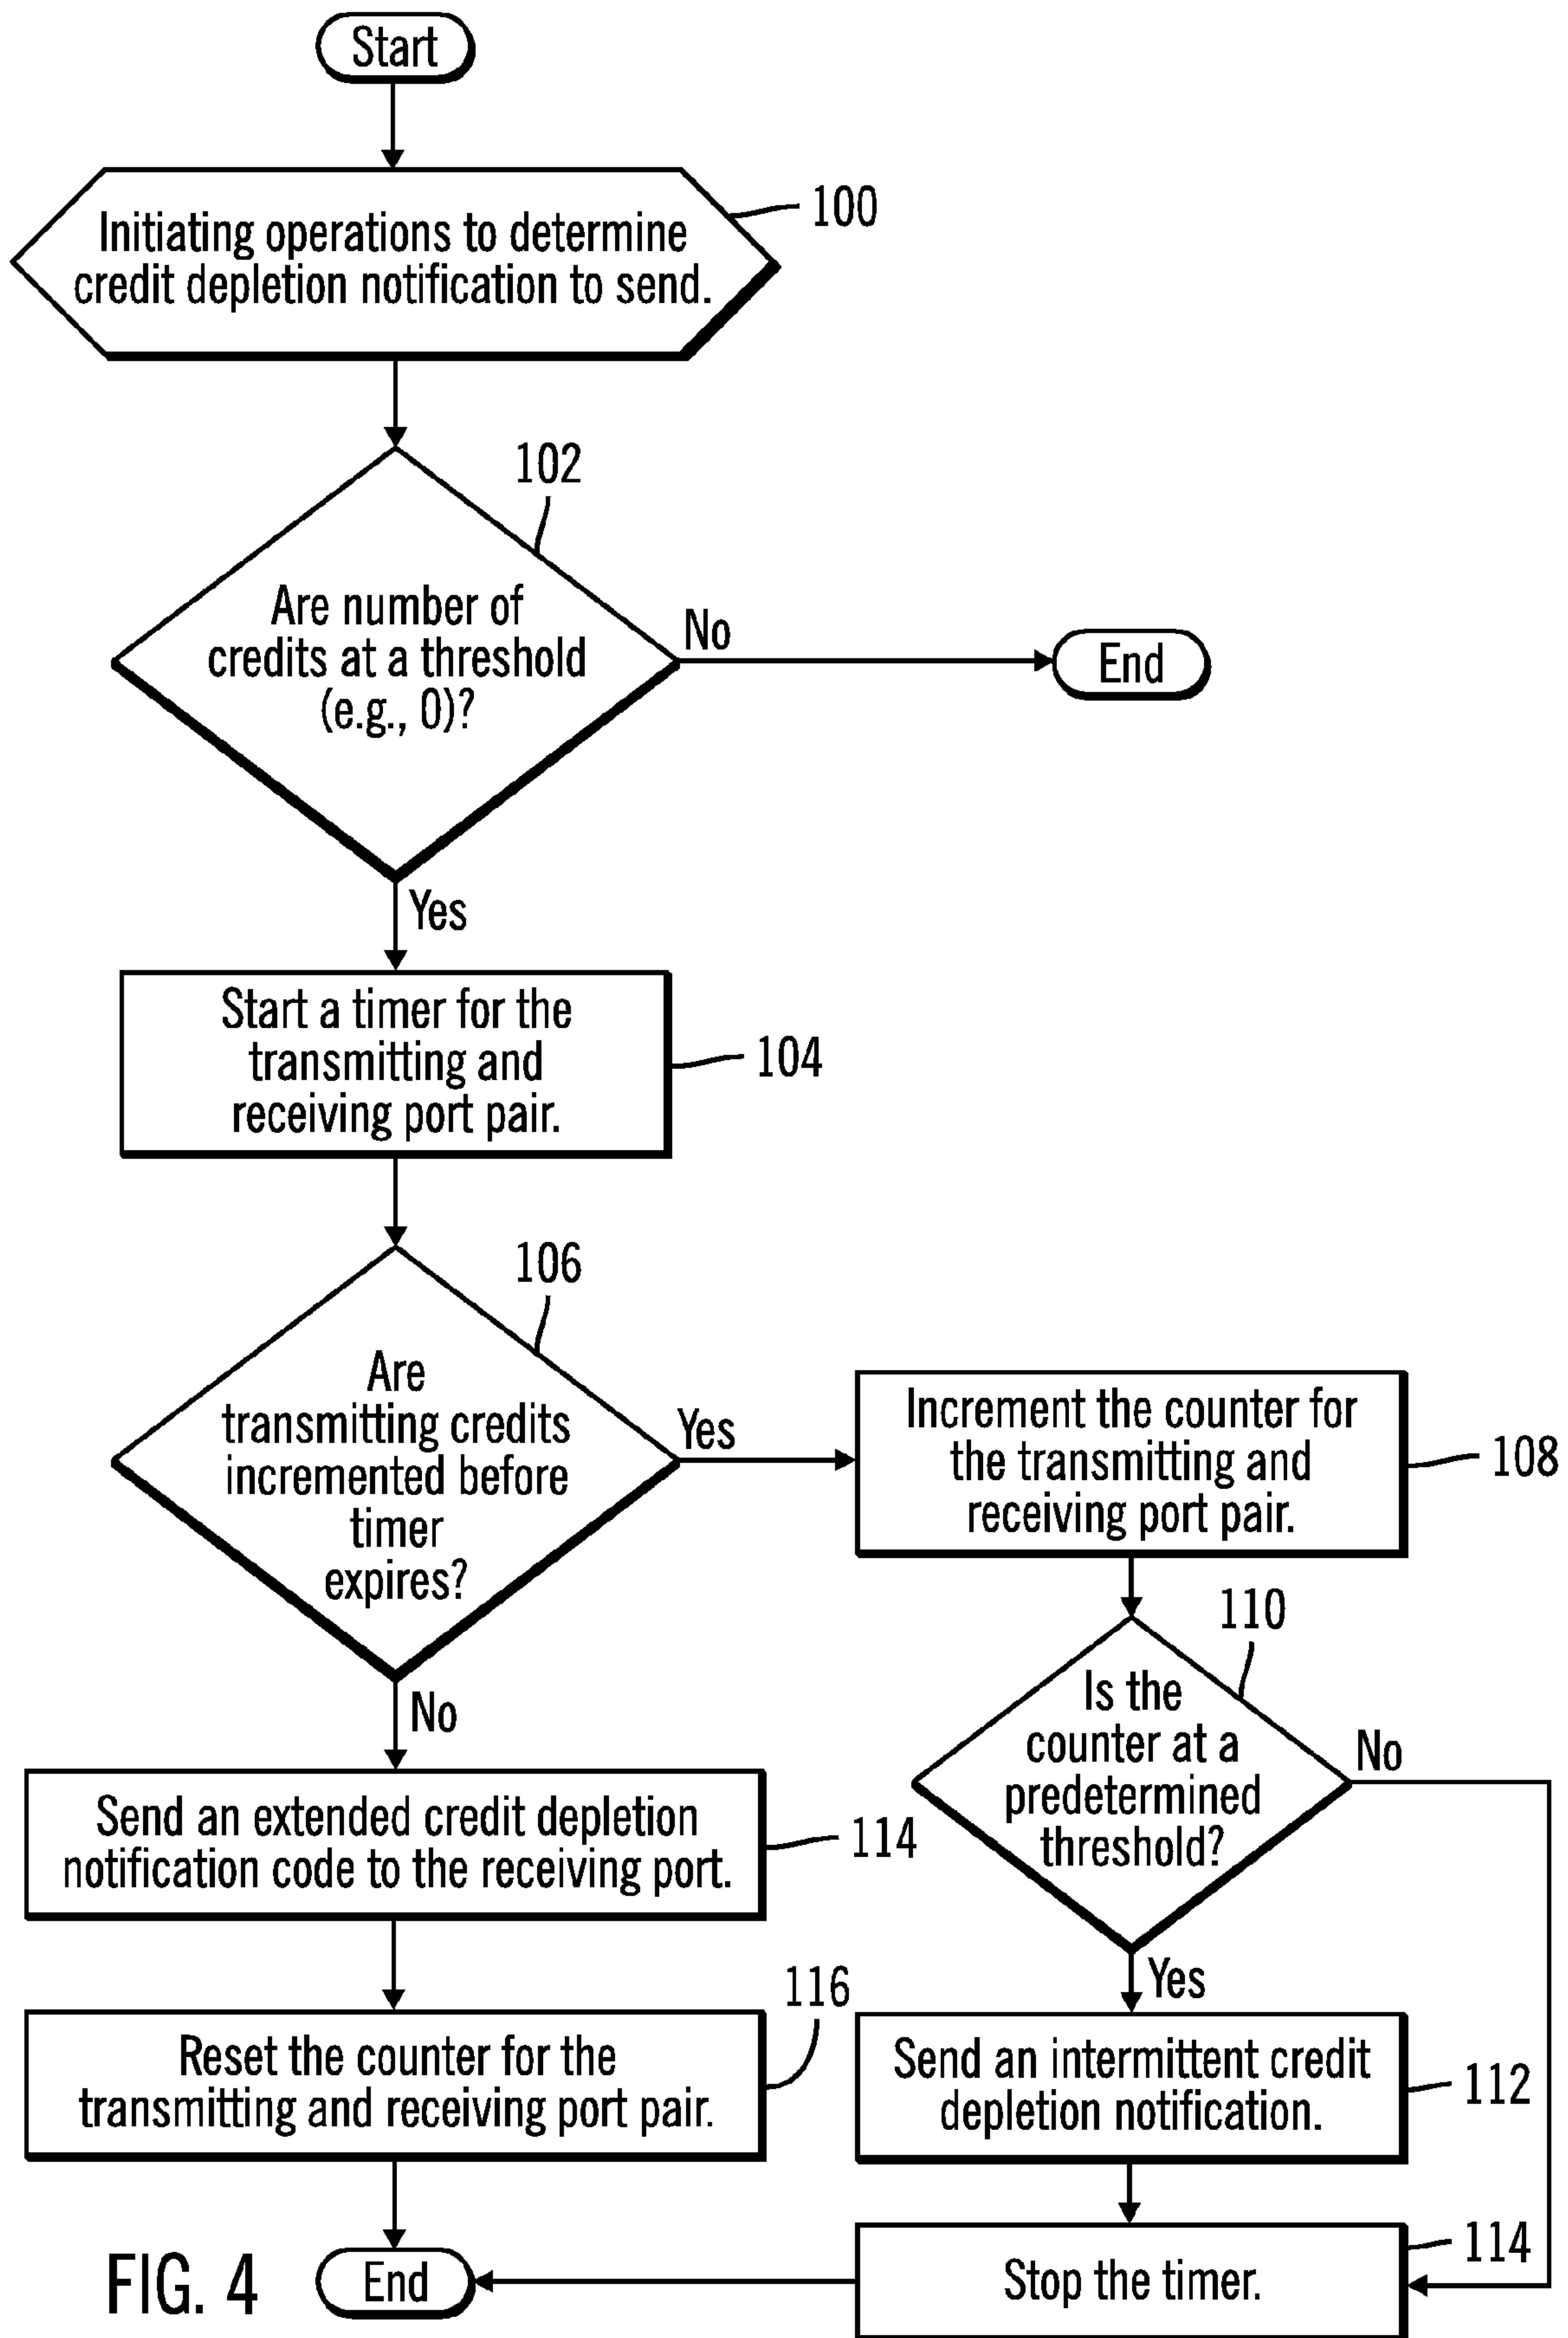 Start
Initiating operations to determine
credit depletion notification to send.
100
102
Are number of
credits at a threshold
(e.g., 0)?
No
End
Yes
Start a timer for the
transmitting and
receiving port pair.
104
106
Are
transmitting credits
incremented before
timer
expires?
Yes
Increment the counter for
the transmitting and
receiving port pair.
108
110
Is the
counter at a
predetermined
threshold?
No
No
Send an extended credit depletion
notification code to the receiving port.
114
Yes
116
Reset the counter for the
transmitting and receiving port pair.
Send an intermittent credit
depletion notification.
112
114
Stop the timer.
End
FIG. 4